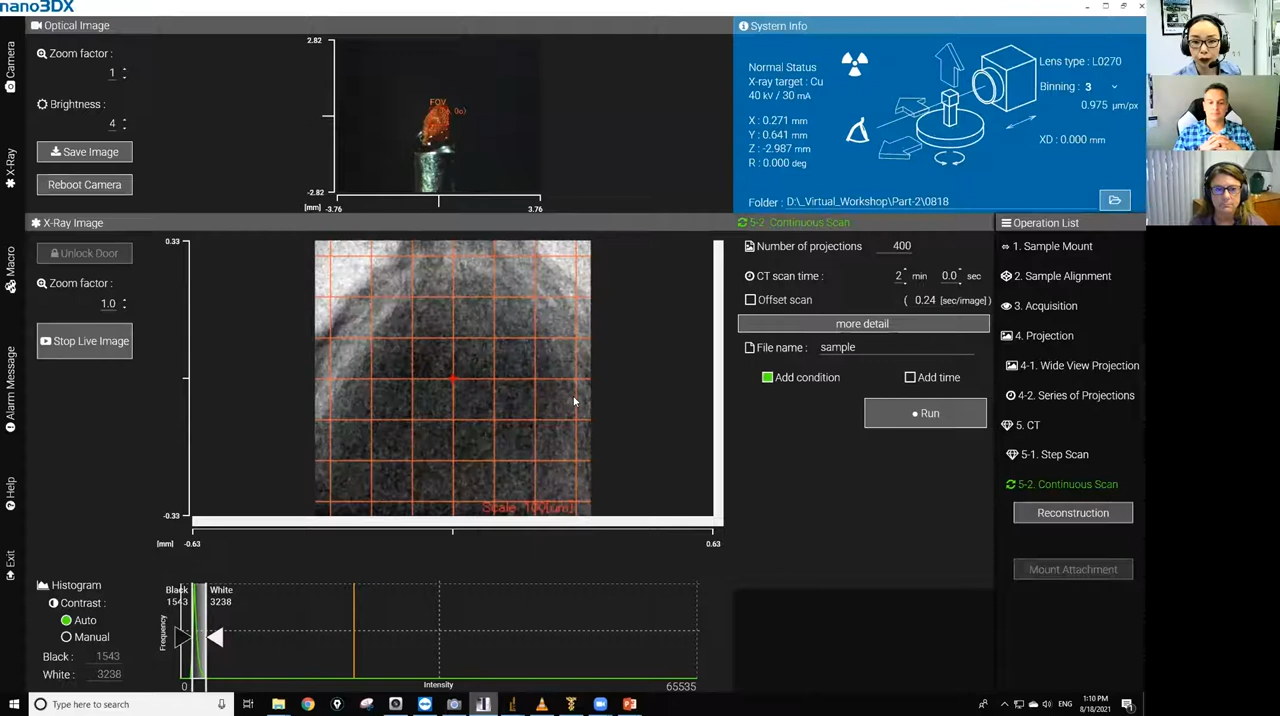 nano3DX
Optical Image
Zoom factor :
1
Brightness :
4
Save Image
Reboot Camera
2.82
-2.82
[mm] -3.76
3.76
FOV
System Info
Normal Status
X-ray target : Cu
40 kV / 30 mA
X : 0.271 mm
Y : 0.641 mm
Z : -2.987 mm
R : 0.000 deg
Lens type : L0270
Binning : 3
0.975 µm/px
XD : 0.000 mm
Folder : D:\_Virtual_Workshop\Part-2\0818
Camera
X-Ray
Macro
Alarm Message
Help
Exit
X-Ray Image
Unlock Door
Zoom factor :
1.0
Stop Live Image
0.33
-0.33
[mm] -0.63
0.63
Scale 100[um]
5-2. Continuous Scan
Number of projections 400
CT scan time : 2 min 0.0 sec
Offset scan ( 0.24 [sec/image] )
more detail
File name : sample
Add condition Add time
Run
Operation List
1. Sample Mount
2. Sample Alignment
3. Acquisition
4. Projection
4-1. Wide View Projection
4-2. Series of Projections
5. CT
5-1. Step Scan
5-2. Continuous Scan
Reconstruction
Mount Attachment
Histogram
Contrast :
Auto
Manual
Black : 1543
White : 3238
Black White
1543 3238
Frequency
0 Intensity 65535
Type here to search
ENG
1:10 PM
8/18/2021